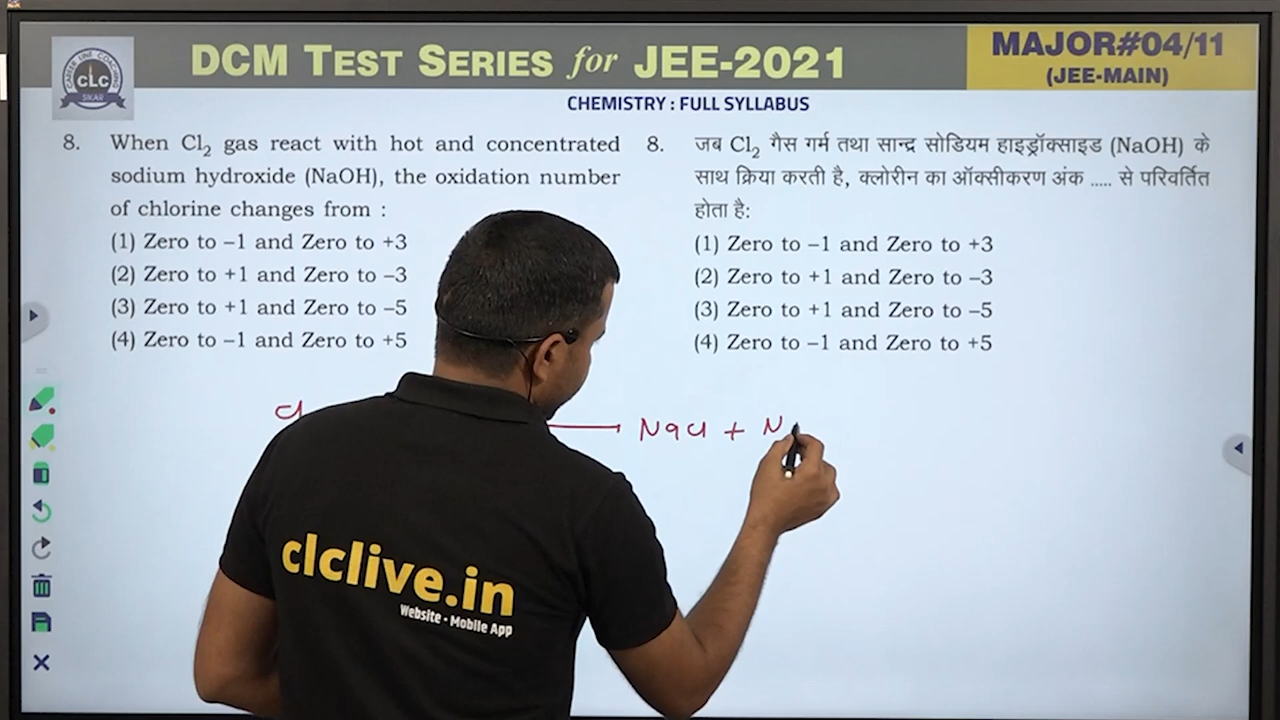 DCM TEST SERIES for JEE-2021
MAJOR#04/11
(JEE-MAIN)
CLC
SIKAR
CHEMISTRY : FULL SYLLABUS
8. When Cl₂ gas react with hot and concentrated
sodium hydroxide (NaOH), the oxidation number
of chlorine changes from :
(1) Zero to –1 and Zero to +3
(2) Zero to +1 and Zero to –3
(3) Zero to +1 and Zero to –5
(4) Zero to –1 and Zero to +5
8. जब Cl₂ गैस गर्म तथा सान्द्र सोडियम हाइड्रॉक्साइड (NaOH) के
साथ क्रिया करती है, क्लोरीन का ऑक्सीकरण अंक ..... से परिवर्तित
होता है:
(1) Zero to –1 and Zero to +3
(2) Zero to +1 and Zero to –3
(3) Zero to +1 and Zero to –5
(4) Zero to –1 and Zero to +5
Cl → NaCl + N
clclive.in
Website • Mobile App